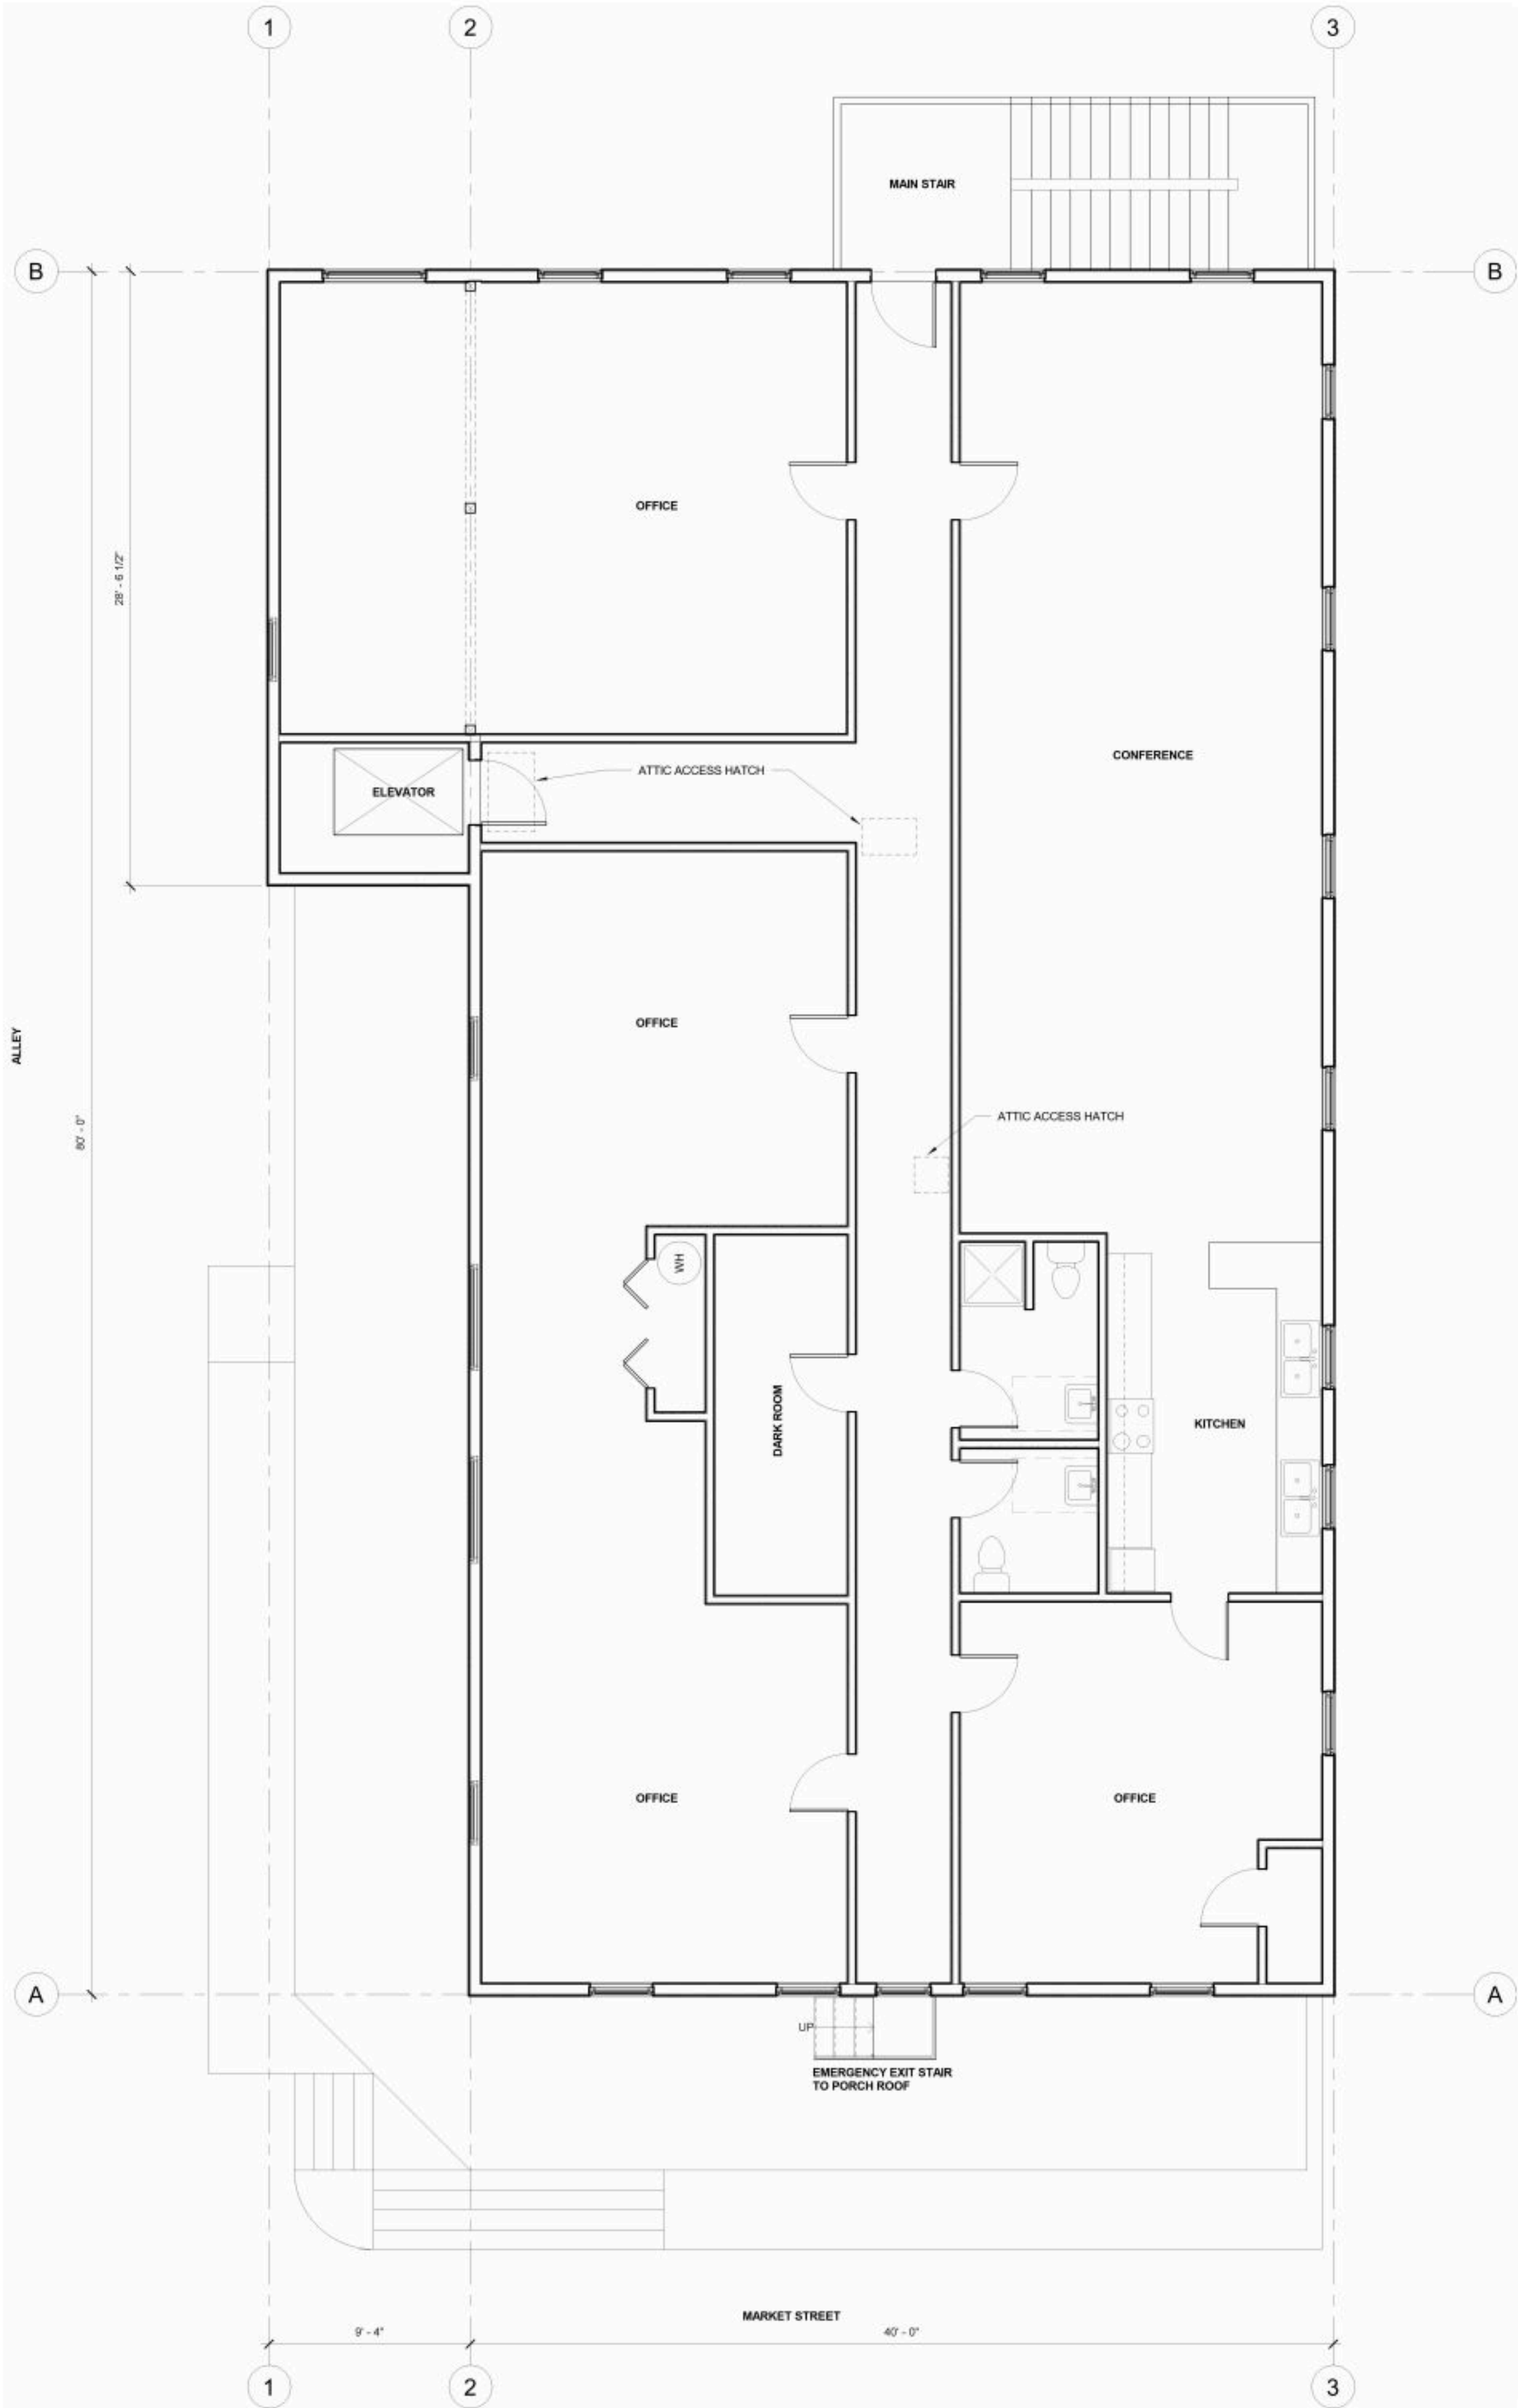 1
2
3
MAIN STAIR
B
B
OFFICE
28' - 6 1/2"
CONFERENCE
ATTIC ACCESS HATCH
ELEVATOR
OFFICE
ALLEY
80' - 0"
ATTIC ACCESS HATCH
WH
DARK ROOM
KITCHEN
OFFICE
OFFICE
A
A
UP
EMERGENCY EXIT STAIR
TO PORCH ROOF
MARKET STREET
9' - 4"
40' - 0"
1
2
3